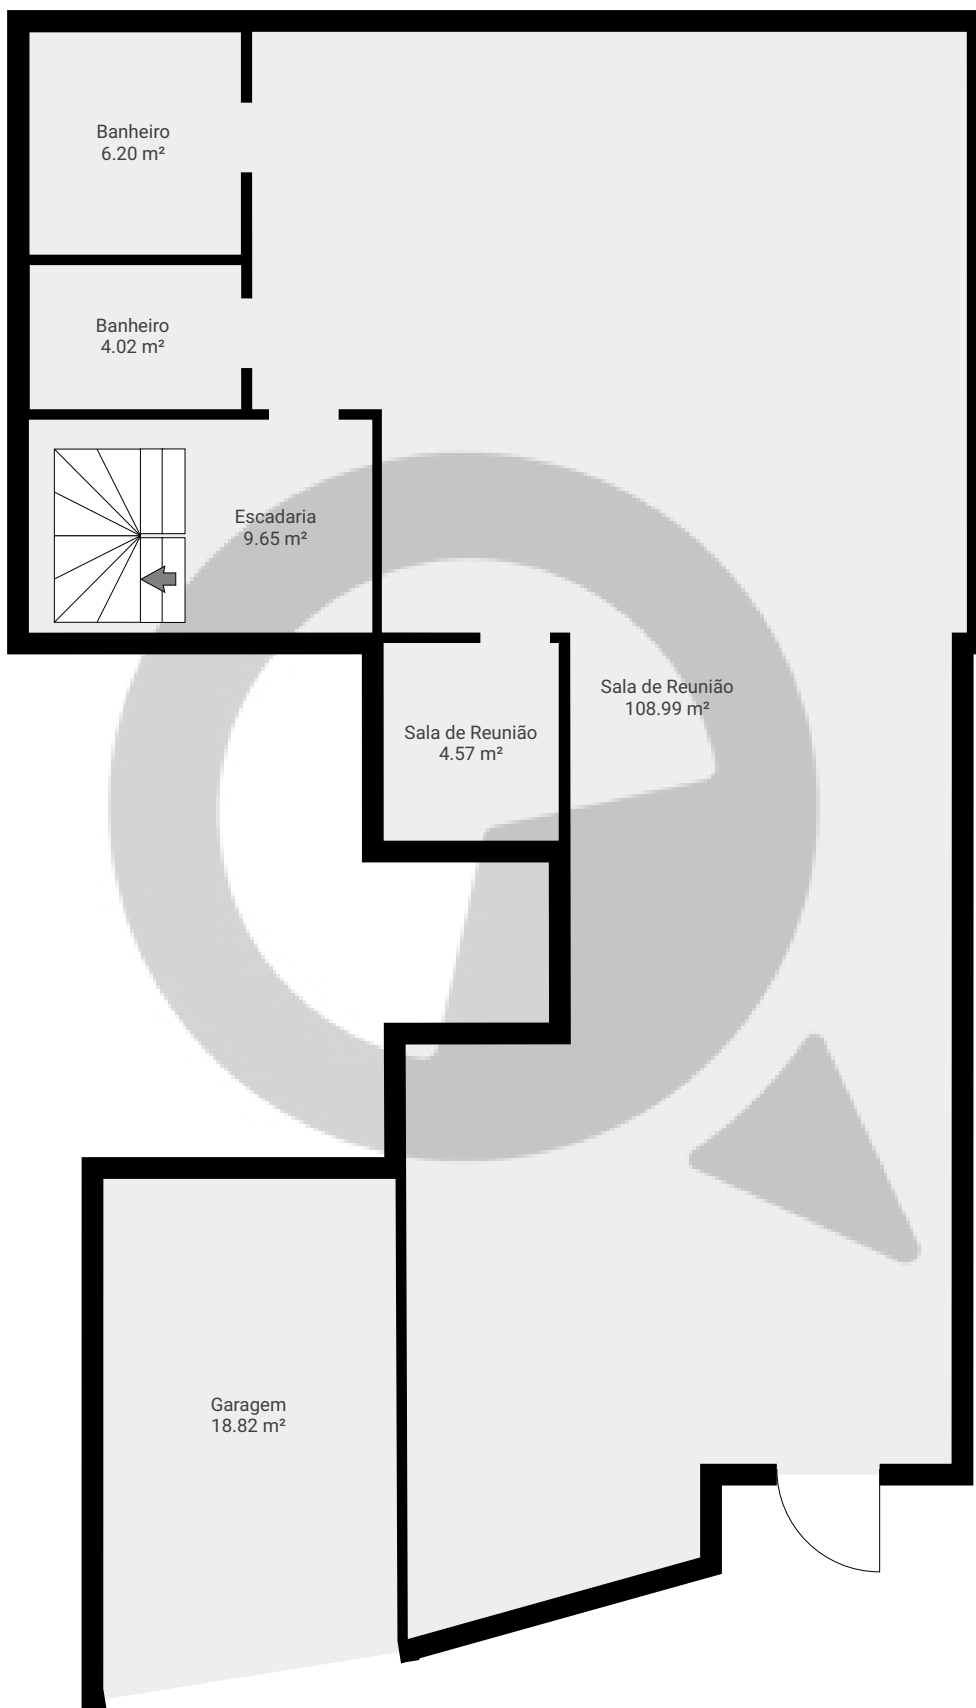 Banheiro
6.20 m²
Banheiro
4.02 m²
Escadaria
9.65 m²
Sala de Reunião
108.99 m²
Sala de Reunião
4.57 m²
Garagem
18.82 m²